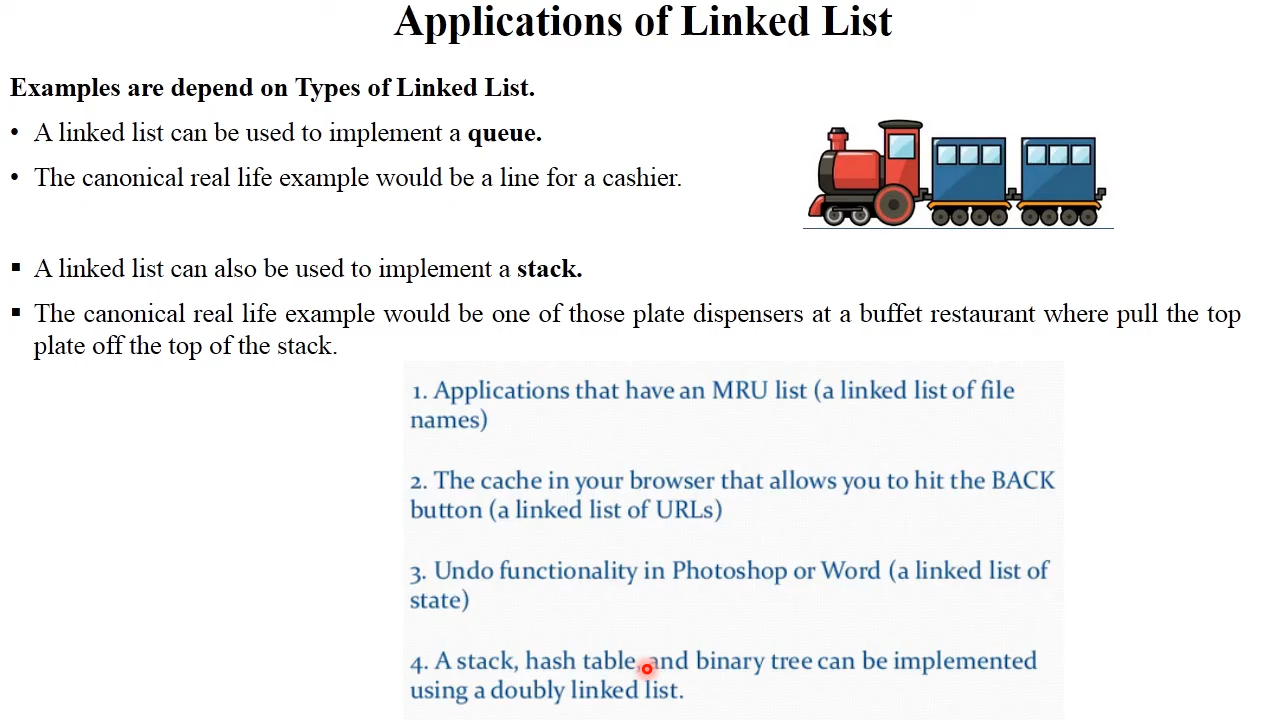 Applications of Linked List
Examples are depend on Types of Linked List.
• A linked list can be used to implement a queue.
• The canonical real life example would be a line for a cashier.
▪ A linked list can also be used to implement a stack.
▪ The canonical real life example would be one of those plate dispensers at a buffet restaurant where pull the top
plate off the top of the stack.
1. Applications that have an MRU list (a linked list of file
names)
2. The cache in your browser that allows you to hit the BACK
button (a linked list of URLs)
3. Undo functionality in Photoshop or Word (a linked list of
state)
4. A stack, hash table, and binary tree can be implemented
using a doubly linked list.